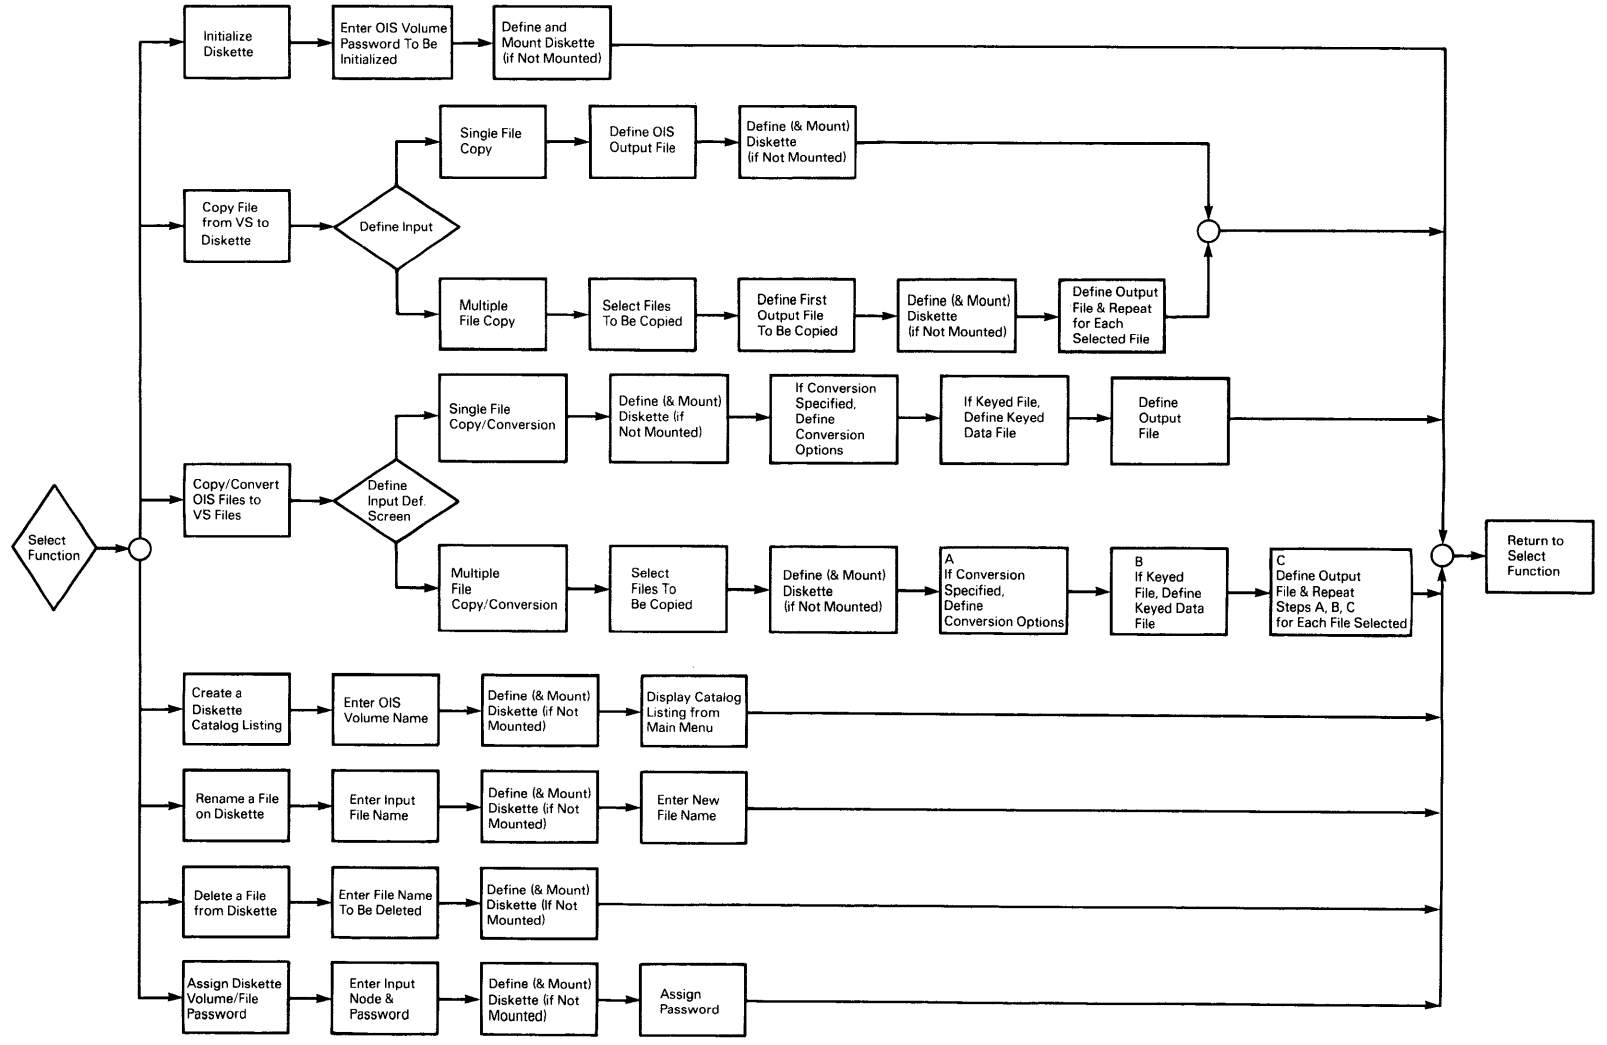 Initialize
Diskette
Enter OIS Volume
Password To Be
Initialized
Define and
Mount Diskette
(if Not Mounted)
Single File
Copy
Define OIS
Output File
Define (& Mount)
Diskette
(if Not Mounted)
Copy File
from VS to
Diskette
Define Input
Multiple
File Copy
Select Files
To Be Copied
Define First
Output File
To Be Copied
Define (& Mount)
Diskette
(if Not Mounted)
Define Output
File & Repeat
for Each
Selected File
Single File
Copy/Conversion
Define (& Mount)
Diskette (if
Not Mounted)
If Conversion
Specified,
Define
Conversion
Options
If Keyed File,
Define Keyed
Data File
Define
Output
File
Select
Function
Copy/Convert
OIS Files to
VS Files
Define
Input Def.
Screen
Multiple
File
Copy/Conversion
Select
Files To
Be Copied
Define (& Mount)
Diskette
(if Not Mounted)
A
If Conversion
Specified,
Define
Conversion Options
B
If Keyed
File, Define
Keyed Data
File
C
Define Output
File & Repeat
Steps A, B, C
for Each File Selected
Return to
Select
Function
Create a
Diskette
Catalog Listing
Enter OIS
Volume Name
Define (& Mount)
Diskette (if Not
Mounted)
Display Catalog
Listing from
Main Menu
Rename a File
on Diskette
Enter Input
File Name
Define (& Mount)
Diskette (if Not
Mounted)
Enter New
File Name
Delete a File
from Diskette
Enter File Name
To Be Deleted
Define (& Mount)
Diskette (If Not
Mounted)
Assign Diskette
Volume/File
Password
Enter Input
Node &
Password
Define (& Mount)
Diskette (if Not
Mounted)
Assign
Password